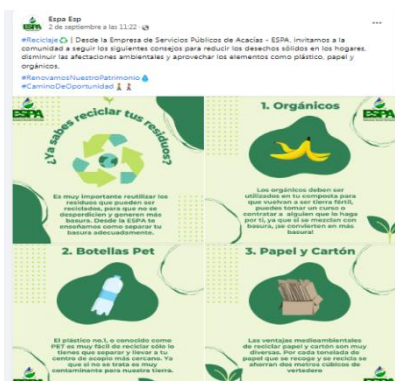 Espa Esp
2 de septiembre a las 11:22
#Reciclaje | Desde la Empresa de Servicios Públicos de Acacías - ESPA, invitamos a la
comunidad a seguir los siguientes consejos para reducir los desechos sólidos en los hogares,
disminuir las afectaciones ambientales y aprovechar los elementos como plástico, papel y
orgánicos.
#RenovamosNuestroPatrimonio
#CaminoDeOportunidad
ESPA
¿Ya sabes reciclar tus residuos?
Es muy importante reutilizar los
residuos que pueden ser
reciclados, para que no se
desperdicien y generen más
basura. Desde la ESPA te
enseñamos como separar tu
basura adecuadamente.
1. Orgánicos
ESPA
Los orgánicos deben ser
utilizados en tu composta para
que vuelvan a ser tierra fértil,
puedes tomar un curso o
contratar a alguien que lo haga
por ti, ya que si se mezclan con
basura, ¡se convierten en más
basura!
2. Botellas Pet
El plástico no.1, o conocido como
PET es muy fácil de reciclar sólo lo
tienes que separar y llevar a tu
centro de acopio más cercano. Ya
que si no se trata es muy
contaminante para nuestra tierra.
3. Papel y Cartón
Las ventajas medioambientales
de reciclar papel y cartón son muy
diversas. Por cada tonelada de
papel que se recoge y se recicla se
ahorran dos metros cúbicos de
vertedero